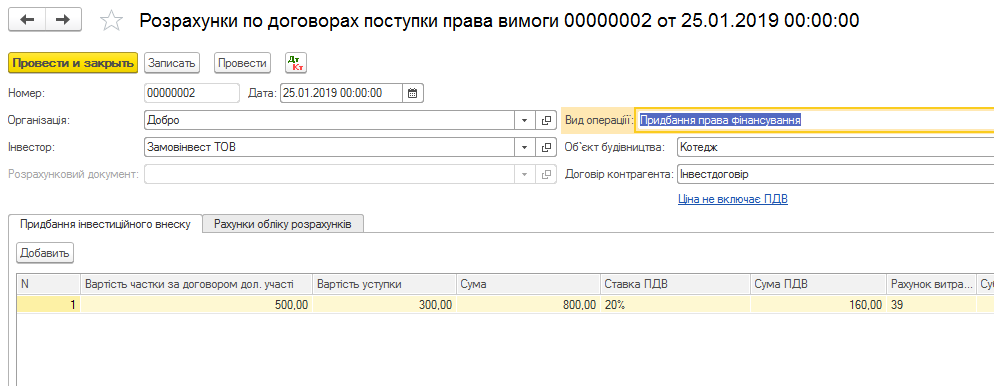 Розрахунки по договорах поступки права вимоги 00000002 от 25.01.2019 00:00:00
Провести и закрыть Записать Провести Дт Кт
Номер: 00000002 Дата: 25.01.2019 00:00:00
Організація: Добро Вид операціїї: Придбання права фінансування
Інвестор: Замовінвест ТОВ Об'єкт будівництва: Котедж
Розрахунковий документ: Договір контрагента: Інвестдоговір
Ціна не включає ПДВ
Придбання інвестиційного внеску Рахунки обліку розрахунків
Добавить
N Вартість частки за договором дол. участі Вартість уступки Сума Ставка ПДВ Сума ПДВ Рахунок витра...
1 500,00 300,00 800,00 20% 160,00 39